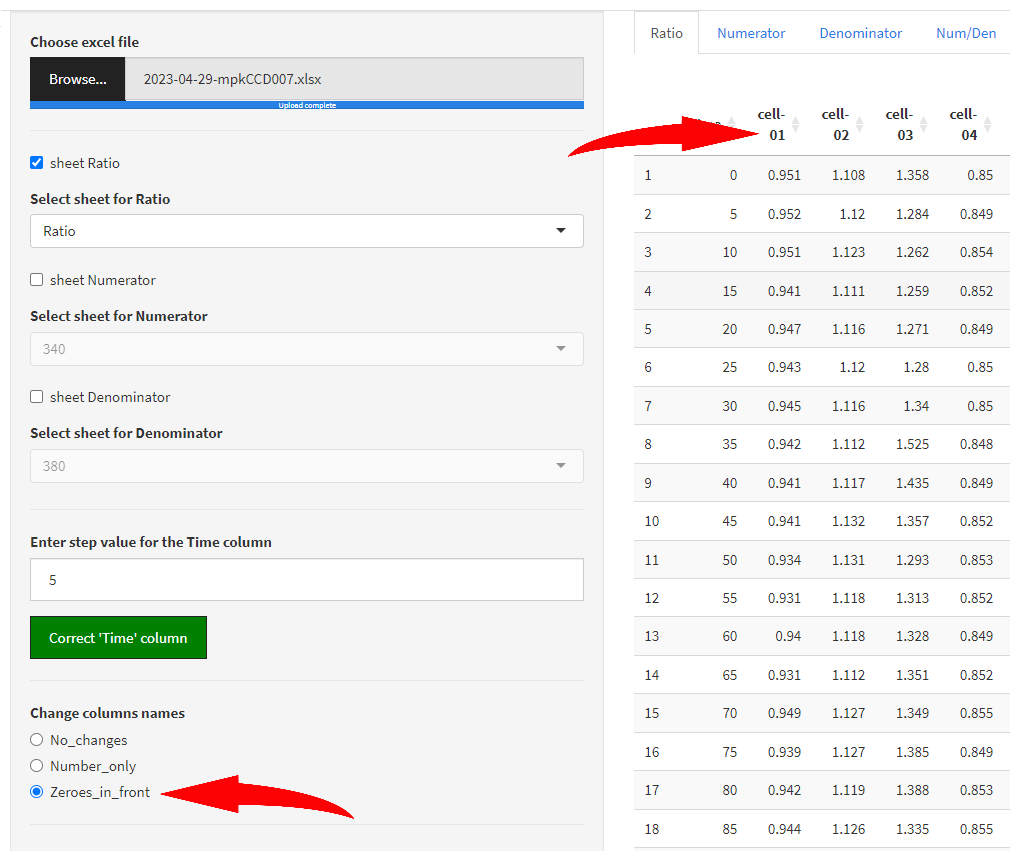 Choose excel file
Browse... 2023-04-29-mpkCCD007.xlsx
Upload complete
sheet Ratio
Select sheet for Ratio
Ratio
sheet Numerator
Select sheet for Numerator
340
sheet Denominator
Select sheet for Denominator
380
Enter step value for the Time column
5
Correct 'Time' column
Change columns names
No_changes
Number_only
Zeroes_in_front
Ratio Numerator Denominator Num/Den
cell- cell- cell- cell-
01 02 03 04
1 0 0.951 1.108 1.358 0.85
2 5 0.952 1.12 1.284 0.849
3 10 0.951 1.123 1.262 0.854
4 15 0.941 1.111 1.259 0.852
5 20 0.947 1.116 1.271 0.849
6 25 0.943 1.12 1.28 0.85
7 30 0.945 1.116 1.34 0.85
8 35 0.942 1.112 1.525 0.848
9 40 0.941 1.117 1.435 0.849
10 45 0.941 1.132 1.357 0.852
11 50 0.934 1.131 1.293 0.853
12 55 0.931 1.118 1.313 0.852
13 60 0.94 1.118 1.328 0.849
14 65 0.931 1.112 1.351 0.852
15 70 0.949 1.127 1.349 0.855
16 75 0.939 1.127 1.385 0.849
17 80 0.942 1.119 1.388 0.853
18 85 0.944 1.126 1.335 0.855